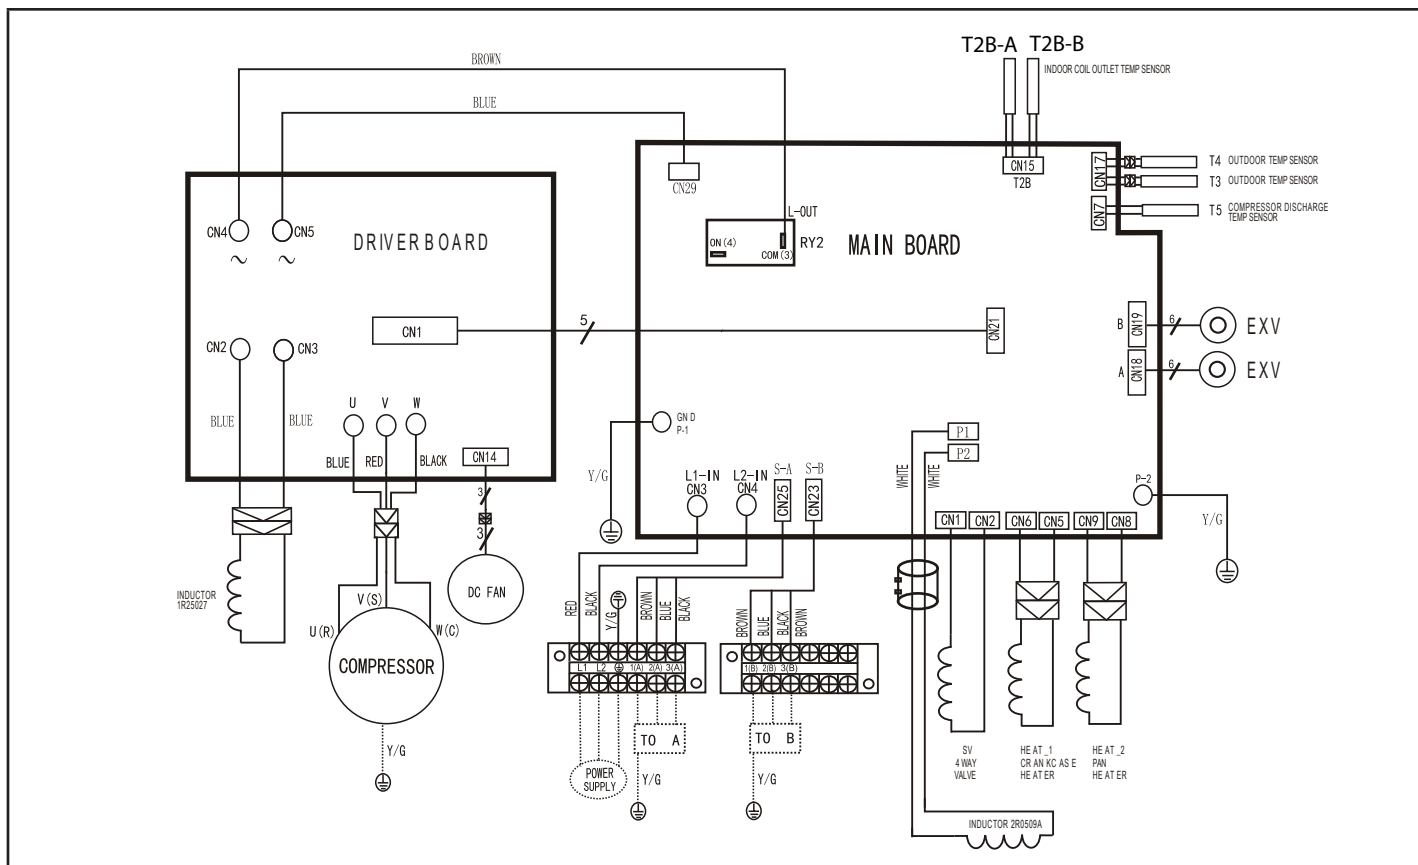 T2B-A T2B-B
INDOOR COIL OUTLET TEMP SENSOR
BROWN
BLUE
CN15
T2B
CN17
T4 OUTDOOR TEMP SENSOR
T3 OUTDOOR TEMP SENSOR
CN7
T5 COMPRESSOR DISCHARGE
TEMP SENSOR
CN29
L-OUT
CN4
CN5
DRIVER BOARD
ON(4)
COM(3)
RY2
MAIN BOARD
~ ~
CN1
5
CN21
B
CN19
6
EXV
A
CN18
6
EXV
CN2
CN3
BLUE
BLUE
U V W
BLUE
RED
BLACK
CN14
GND
P-1
Y/G
P1
P2
WHITE
WHITE
L1-IN
CN3
L2-IN
CN4
S-A
CN25
S-B
CN23
P-2
Y/G
CN1
CN2
CN6
CN5
CN9
CN8
3
3
DC FAN
INDUCTOR
1R25027
V(S)
U(R)
W(C)
COMPRESSOR
Y/G
RED
BLACK
Y/G
BROWN
BLUE
BLACK
BROWN
BLUE
BLACK
BROWN
L1 L2 1(A) 2(A) 3(A)
1(B) 2(B) 3(B)
TO A
TO B
POWER
SUPPLY
Y/G
Y/G
SV
4 WAY
VALVE
HEAT_1
CRANKCASE
HEATER
HEAT_2
PAN
HEATER
INDUCTOR 2R0509A